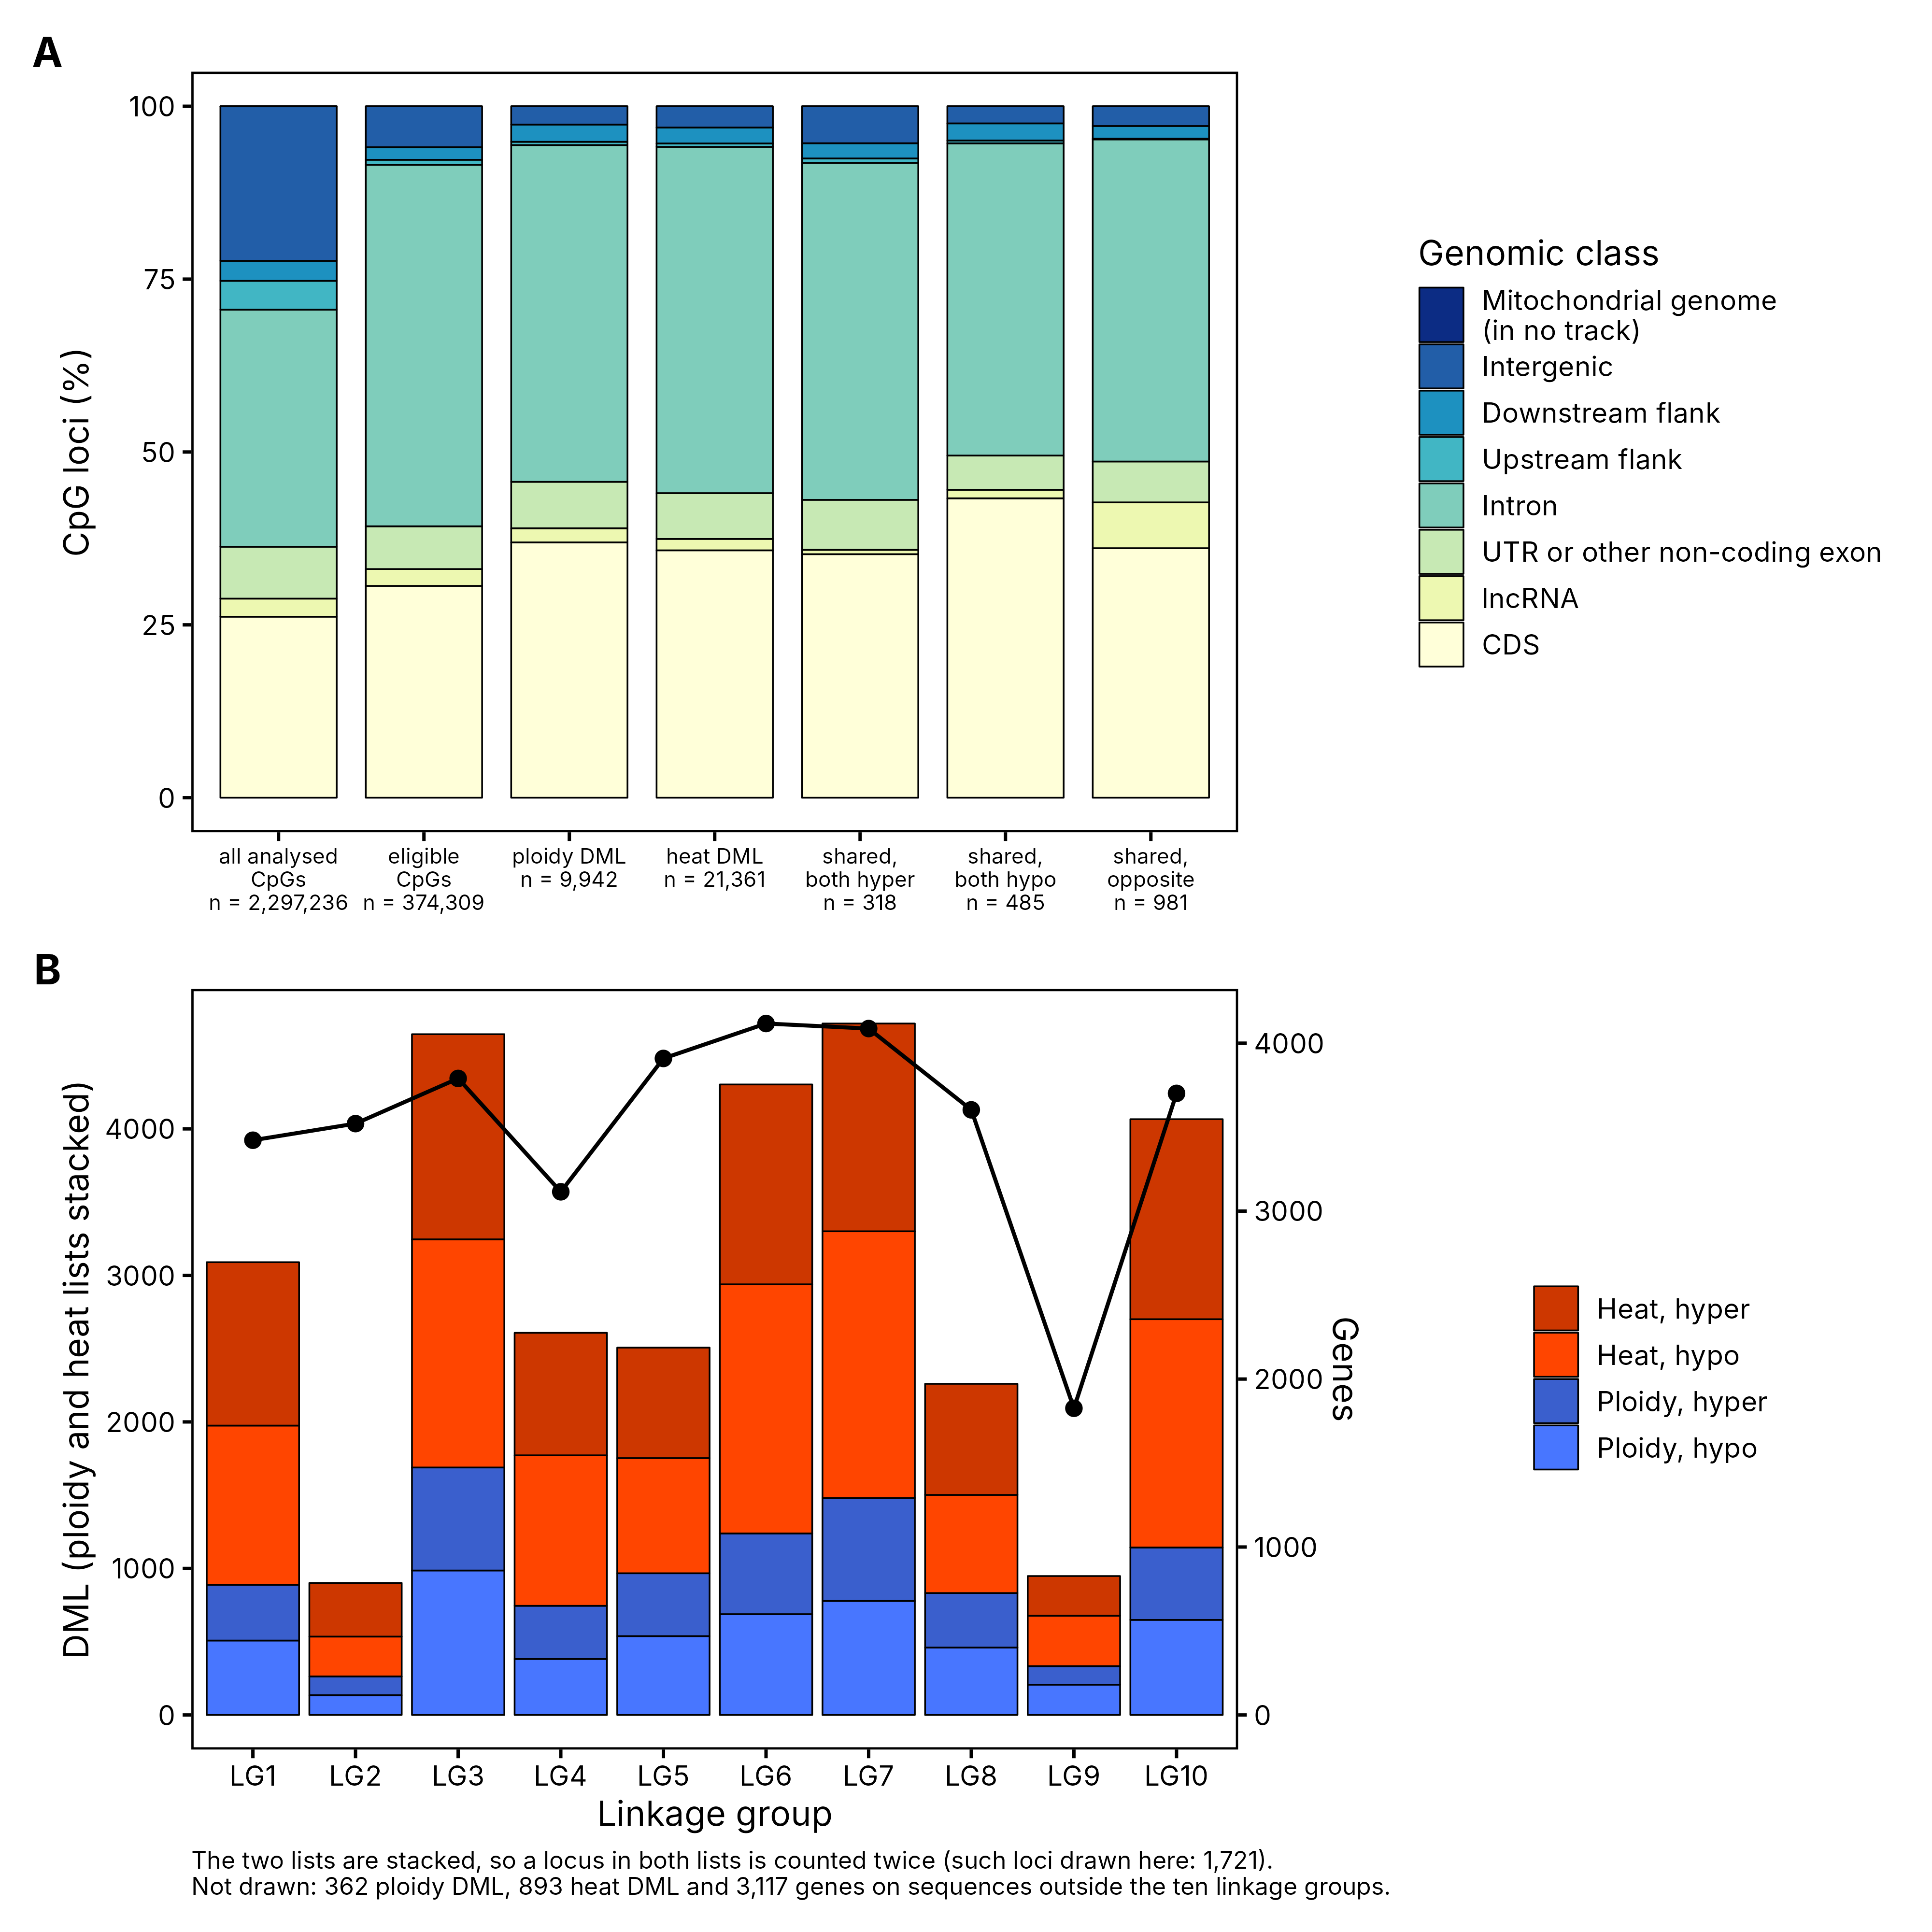 A
CpG loci (%)
100
75
50
25
0
all analysed
CpGs
n = 2,297,236
eligible
CpGs
n = 374,309
ploidy DML
n = 9,942
heat DML
n = 21,361
shared,
both hyper
n = 318
shared,
both hypo
n = 485
shared,
opposite
n = 981
Genomic class
Mitochondrial genome
(in no track)
Intergenic
Downstream flank
Upstream flank
Intron
UTR or other non-coding exon
lncRNA
CDS
B
DML (ploidy and heat lists stacked)
4000
3000
2000
1000
0
4000
3000
2000
1000
0
Genes
LG1
LG2
LG3
LG4
LG5
LG6
LG7
LG8
LG9
LG10
Linkage group
Heat, hyper
Heat, hypo
Ploidy, hyper
Ploidy, hypo
The two lists are stacked, so a locus in both lists is counted twice (such loci drawn here: 1,721).
Not drawn: 362 ploidy DML, 893 heat DML and 3,117 genes on sequences outside the ten linkage groups.